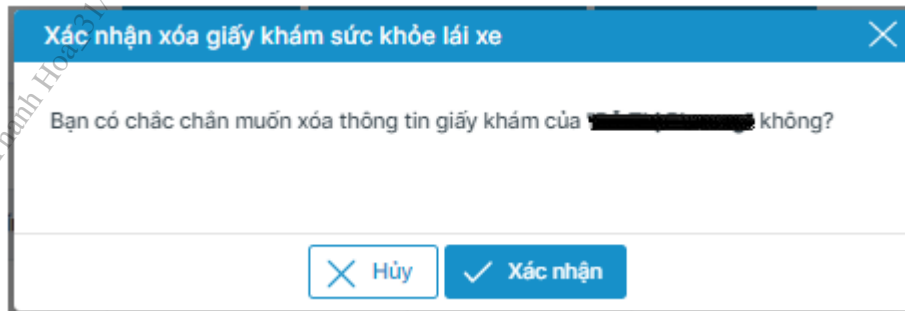 Xác nhận xóa giấy khám sức khỏe lái xe
Bạn có chắc chắn muốn xóa thông tin giấy khám của " " không?
Hủy
Xác nhận